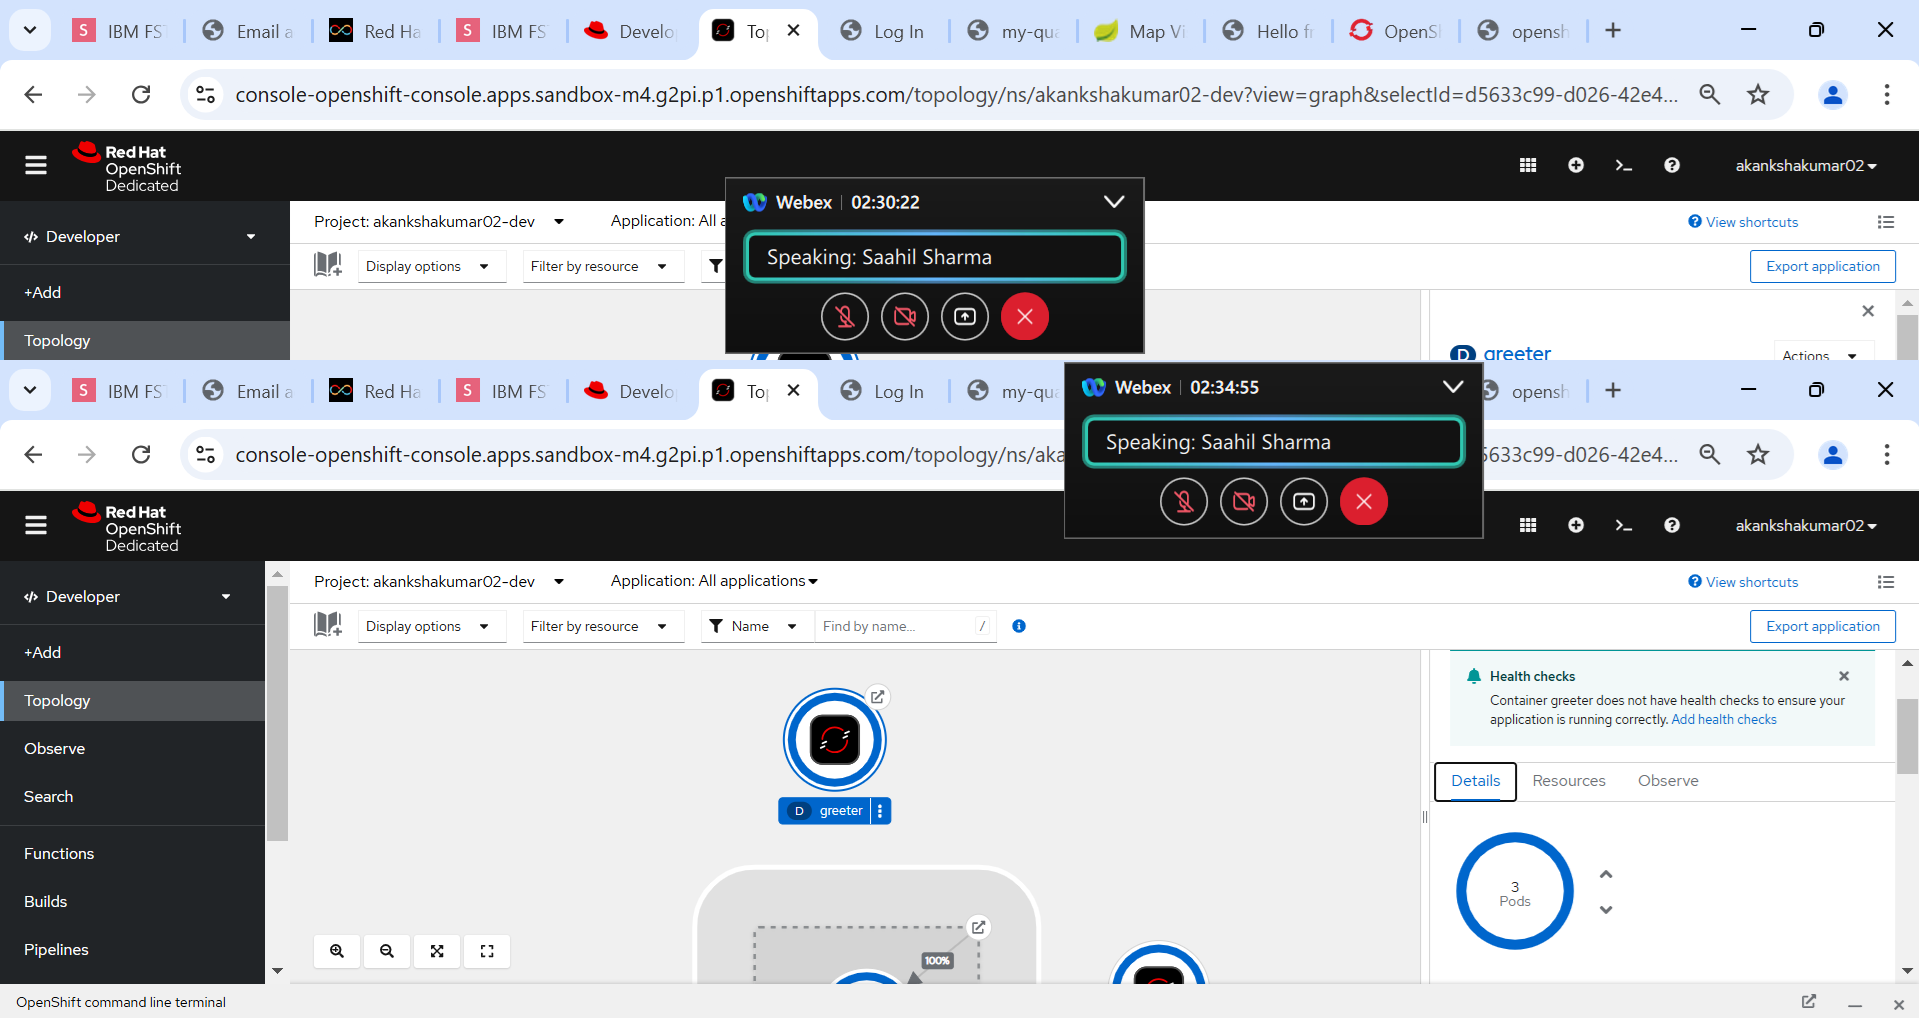 S IBM FS Email a Red Ha S IBM FS Develo To Log In my-qua Map Vi Hello f OpenS opensh
console-openshift-console.apps.sandbox-m4.g2pi.p1.openshiftapps.com/topology/ns/akankshakumar02-dev?view=graph&selectId=d5633c99-d026-42e4...
Red Hat
OpenShift
Dedicated
akankshakumar02
Webex 02:30:22
Speaking: Saahil Sharma
Developer
Project: akankshakumar02-dev Application: All a
View shortcuts
Display options Filter by resource
Export application
+Add
Topology
D greeter Actions
S IBM FS Email a Red Ha S IBM FS Develo To Log In my-qua opensh
Webex 02:34:55
Speaking: Saahil Sharma
console-openshift-console.apps.sandbox-m4.g2pi.p1.openshiftapps.com/topology/ns/aka 5633c99-d026-42e4...
Red Hat
OpenShift
Dedicated
akankshakumar02
Developer
Project: akankshakumar02-dev Application: All applications
View shortcuts
Display options Filter by resource Name Find by name... /
Export application
+Add
Topology
Observe
Search
Functions
Builds
Pipelines
D greeter
100%
Health checks
Container greeter does not have health checks to ensure your
application is running correctly. Add health checks
Details Resources Observe
3
Pods
OpenShift command line terminal